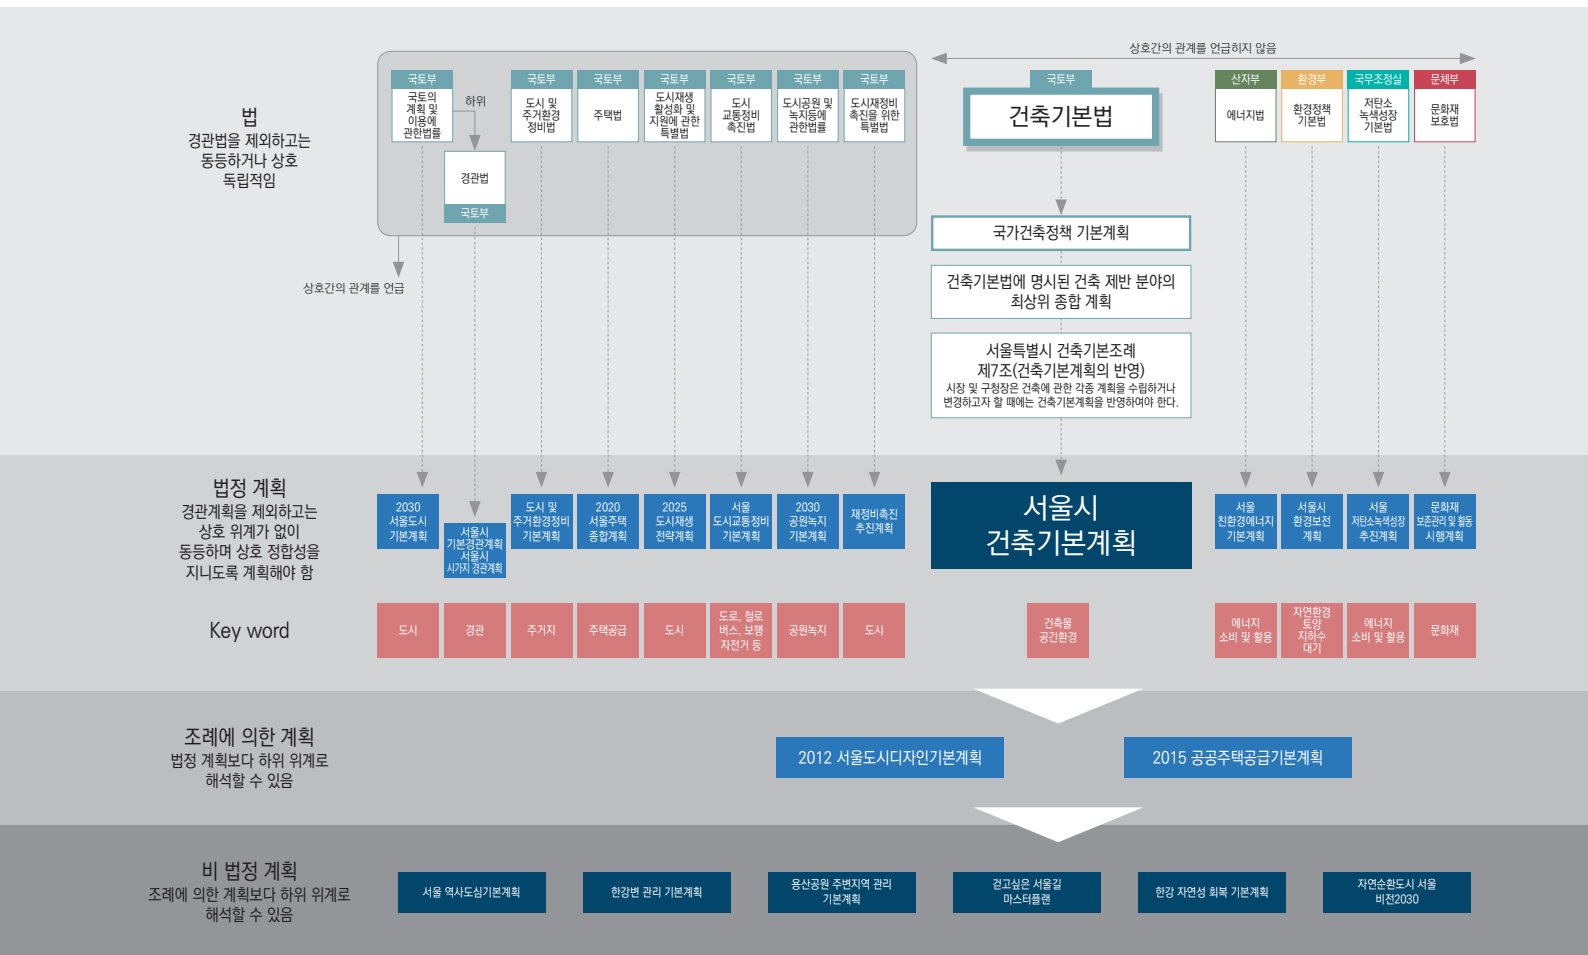 상호간의 관계를 언급히지 않음
국토부
국토의
계획 및
이용에
관한법률
하위
경관법
국토부
국토부
도시 및
주거환경
정비법
국토부
주택법
국토부
도시재생
활성화 및
지원에 관한
특별법
국토부
도시
교통정비
촉진법
국토부
도시공원 및
녹지등에
관한법률
국토부
도시재정비
촉진을 위한
특별법
국토부
건축기본법
산자부
에너지법
환경부
환경정책
기본법
국무조정실
저탄소
녹색성장
기본법
문체부
문화재
보호법
법
경관법을 제외하고는
동등하거나 상호
독립적임
상호간의 관계를 언급
국가건축정책 기본계획
건축기본법에 명시된 건축 제반 분야의
최상위 종합 계획
서울특별시 건축기본조례
제7조(건축기본계획의 반영)
시장 및 구청장은 건축에 관한 각종 계획을 수립하거나
변경하고자 할 때에는 건축기본계획을 반영하여야 한다.
법정 계획
경관계획을 제외하고는
상호 위계가 없이
동등하며 상호 정합성을
지니도록 계획해야 함
2030
서울도시
기본계획
서울시
기본경관계획
서울시
시가지 경관계획
도시 및
주거환경정비
기본계획
2020
서울주택
종합계획
2025
도시재생
전략계획
서울
도시교통정비
기본계획
2030
공원녹지
기본계획
재정비촉진
추진계획
서울시
건축기본계획
서울
친환경에너지
기본계획
서울시
환경보전
계획
서울
저탄소녹색성장
추진계획
문화재
보존관리 및 활동
시행계획
Key word
도시
경관
주거지
주택공급
도시
도로, 철로
버스, 보행
자전거 등
공원녹지
도시
건축물
공간환경
에너지
소비 및 활용
자연환경
토양
지하수
대기
에너지
소비 및 활용
문화재
조례에 의한 계획
법정 계획보다 하위 위계로
해석할 수 있음
2012 서울도시디자인기본계획
2015 공공주택공급기본계획
비 법정 계획
조례에 의한 계획보다 하위 위계로
해석할 수 있음
서울 역사도심기본계획
한강변 관리 기본계획
용산공원 주변지역 관리
기본계획
걷고싶은 서울길
마스터플랜
한강 자연성 회복 기본계획
자연순환도시 서울
비전2030